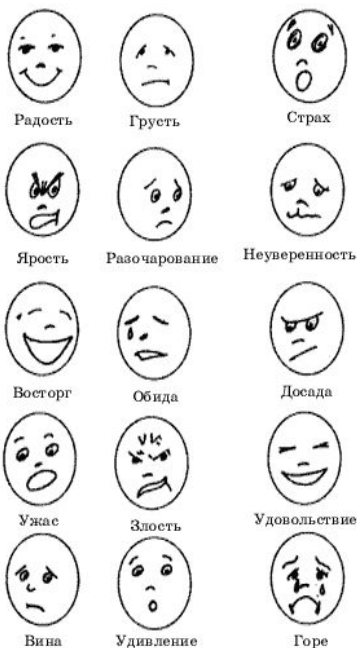 Радость
Грусть
Страх
Ярость
Разочарование
Неуверенность
Восторг
Обида
Досада
Ужас
Злость
Удовольствие
Вина
Удивление
Горе